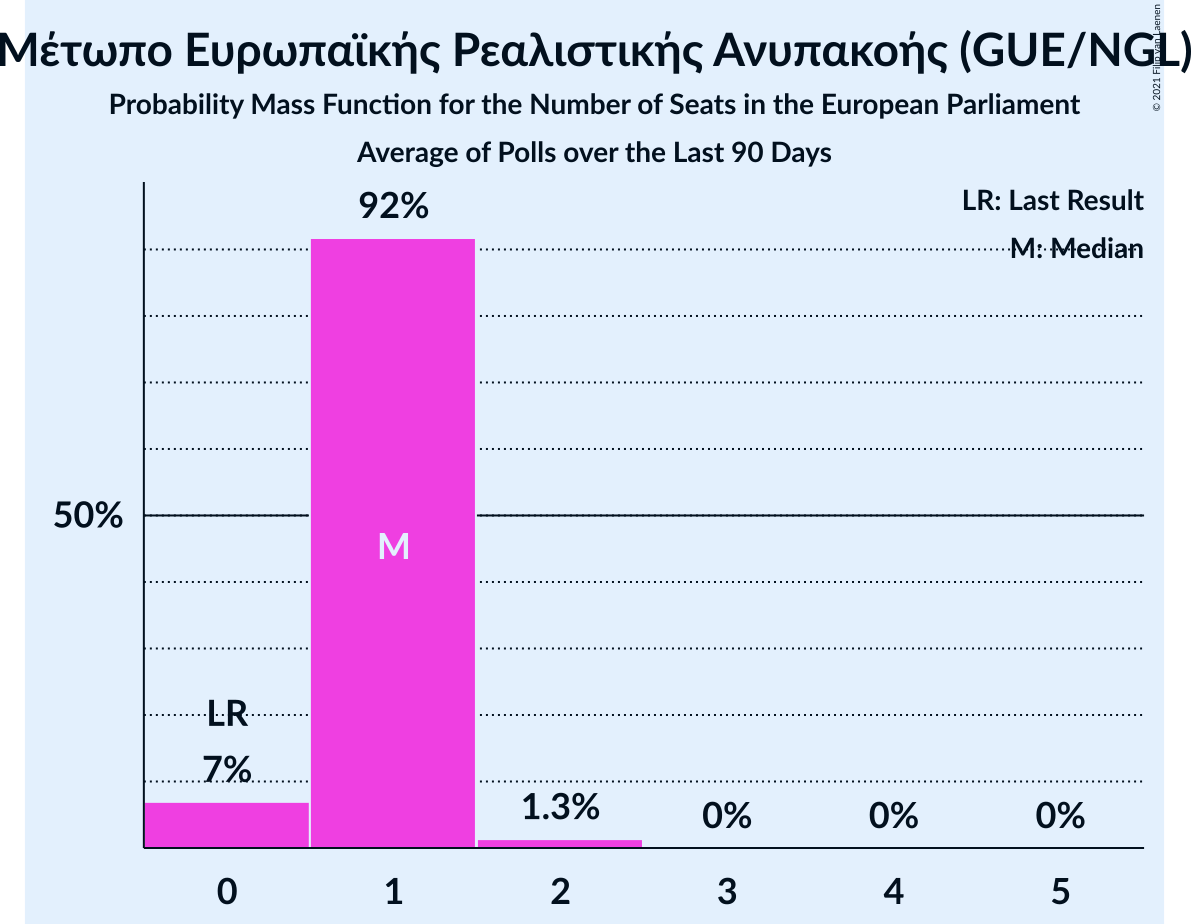 Μέτωπο Ευρωπαϊκής Ρεαλιστικής Ανυπακοής (GUE/NGL)
© 2021 Filip van Laenen
Probability Mass Function for the Number of Seats in the European Parliament
Average of Polls over the Last 90 Days
LR: Last Result
M: Median
92%
50%
M
LR
7%
1.3%
0%
0%
0%
0
1
2
3
4
5